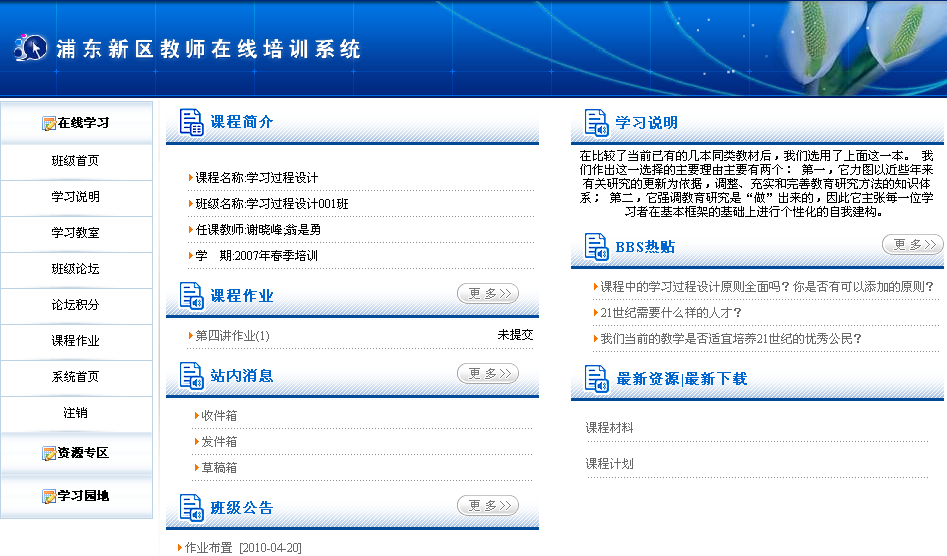 浦东新区教师在线培训系统
在线学习
班级首页
学习说明
学习教室
班级论坛
论坛积分
课程作业
系统首页
注销
资源专区
学习园地
课程简介
课程名称:学习过程设计
班级名称:学习过程设计001班
任课教师:谢晓峰;翁是勇
学 期:2007年春季培训
课程作业
更多>>
第四讲作业(1) 未提交
站内消息
更多>>
收件箱
发件箱
草稿箱
班级公告
更多>>
作业布置 [2010-04-20]
学习说明
在比较了当前已有的几本同类教材后，我们选用了上面这一本。 我
们作出这一选择的主要理由主要有两个： 第一，它力图以近些年来
有关研究的更新为依据，调整、充实和完善教育研究方法的知识体
系； 第二，它强调教育研究是“做”出来的，因此它主张每一位学
习者在基本框架的基础上进行个性化的自我建构。
BBS热贴
更多>>
课程中的学习过程设计原则全面吗？你是否有可以添加的原则？
21世纪需要什么样的人才？
我们当前的教学是否适宜培养21世纪的优秀公民？
最新资源|最新下载
课程材料
课程计划